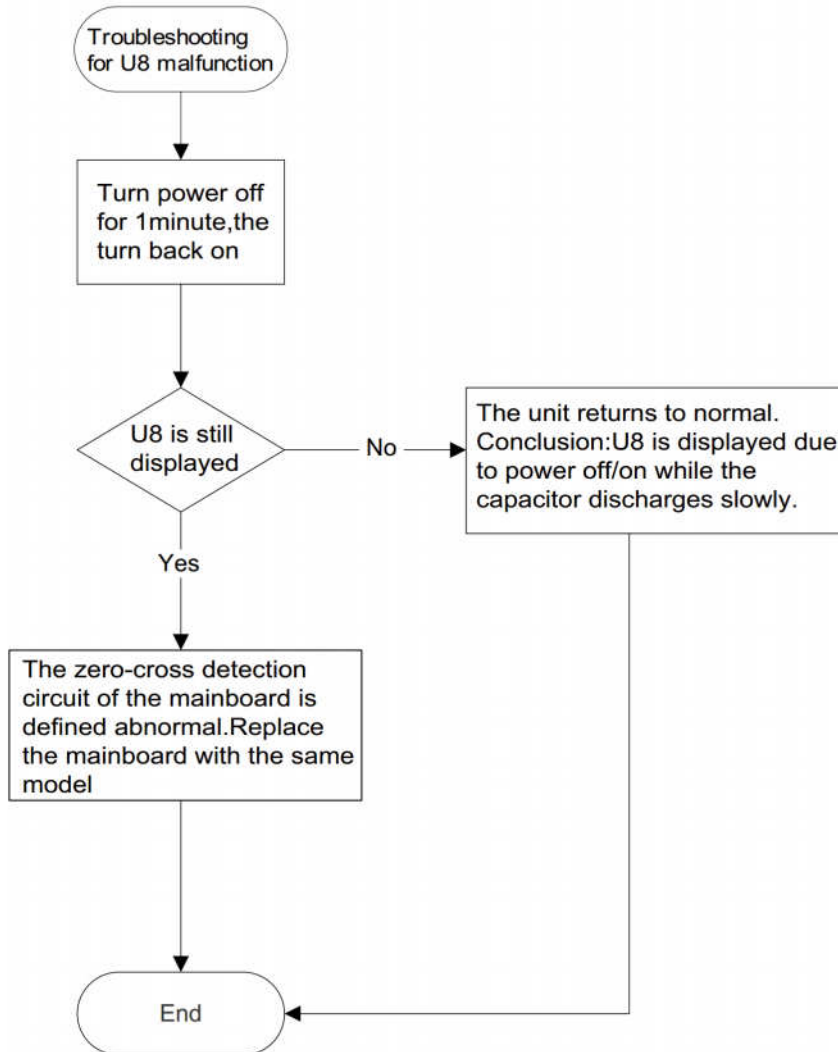 Troubleshooting
for U8 malfunction
Turn power off
for 1minute,the
turn back on
U8 is still
displayed
No
The unit returns to normal.
Conclusion:U8 is displayed due
to power off/on while the
capacitor discharges slowly.
Yes
The zero-cross detection
circuit of the mainboard is
defined abnormal.Replace
the mainboard with the same
model
End